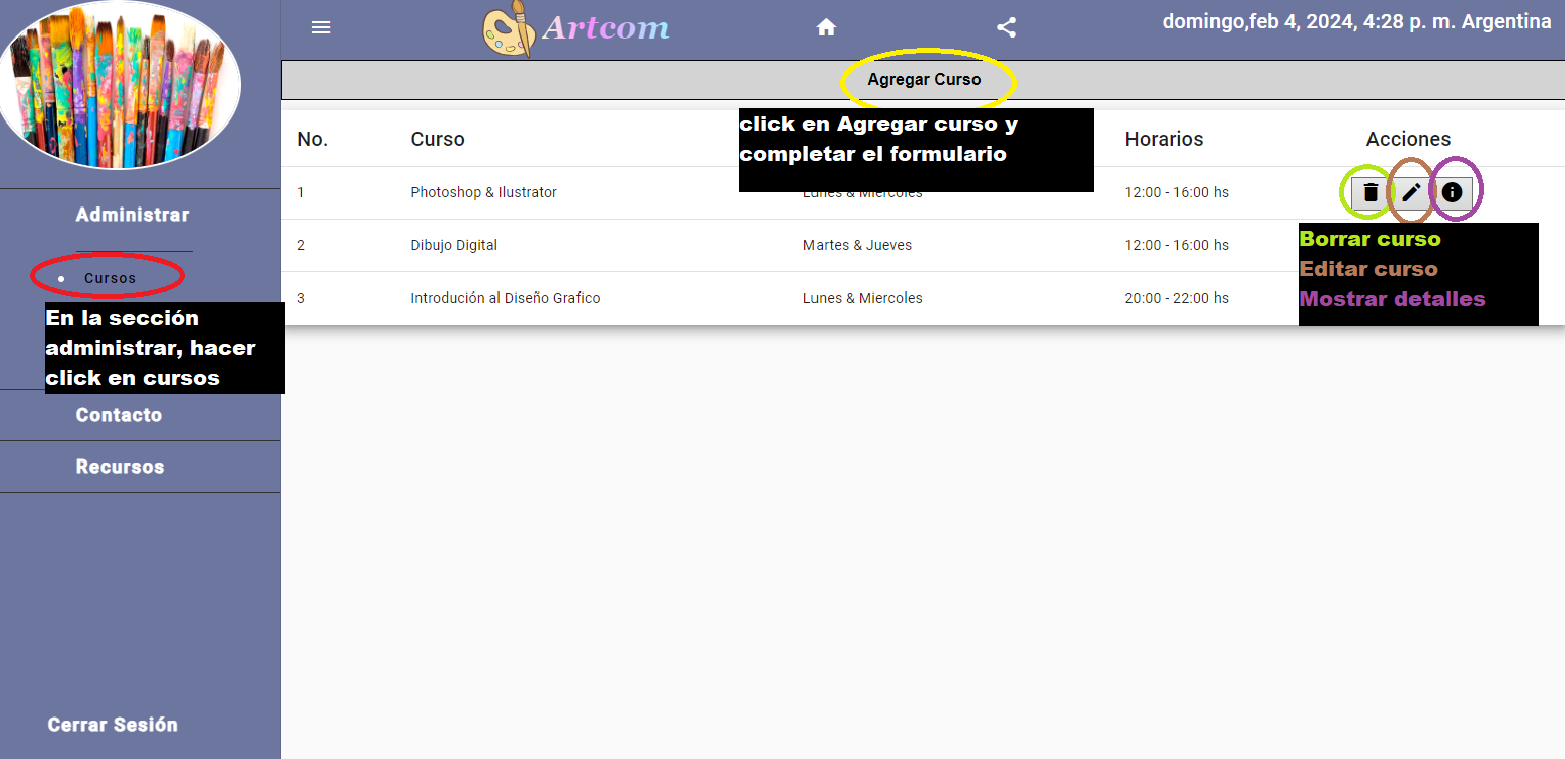 Artcom
domingo,feb 4, 2024, 4:28 p. m. Argentina
Agregar Curso
click en Agregar curso y
completar el formulario
No. Curso Horarios Acciones
1 Photoshop & Ilustrator Lunes & Miercoles 12:00 - 16:00 hs
2 Dibujo Digital Martes & Jueves 12:00 - 16:00 hs
3 Introdución al Diseño Grafico Lunes & Miercoles 20:00 - 22:00 hs
Borrar curso
Editar curso
Mostrar detalles
Administrar
Cursos
En la sección
administrar, hacer
click en cursos
Contacto
Recursos
Cerrar Sesión